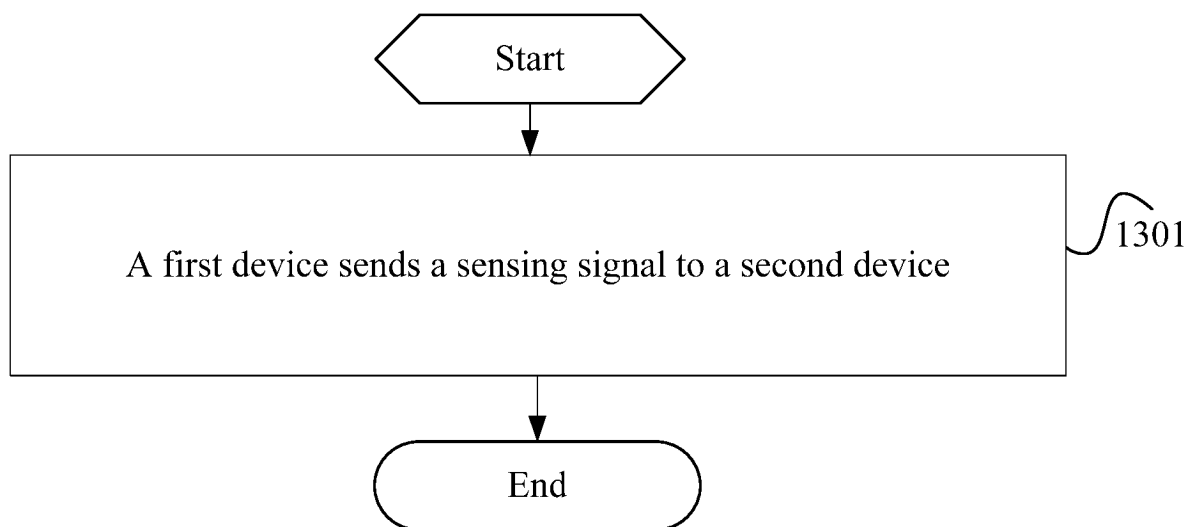 Start
A first device sends a sensing signal to a second device
1301
End